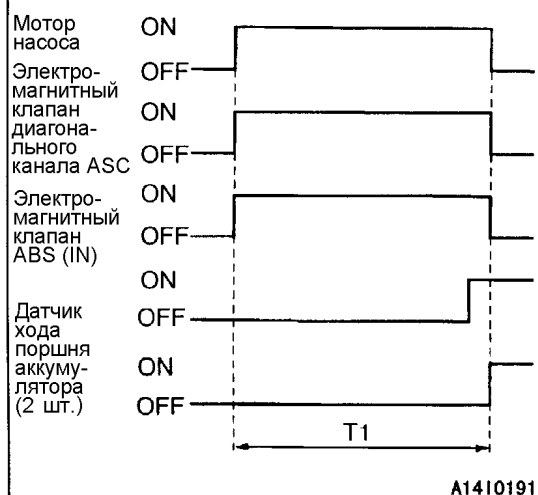 Мотор
насоса
ON
OFF
Электро-
магнитный
клапан
диагона-
льного
канала ASC
ON
OFF
Электро-
магнитный
клапан
ABS (IN)
ON
OFF
Датчик
хода
поршня
аккуму-
лятора
(2 шт.)
ON
OFF
ON
OFF
T1
A14I0191